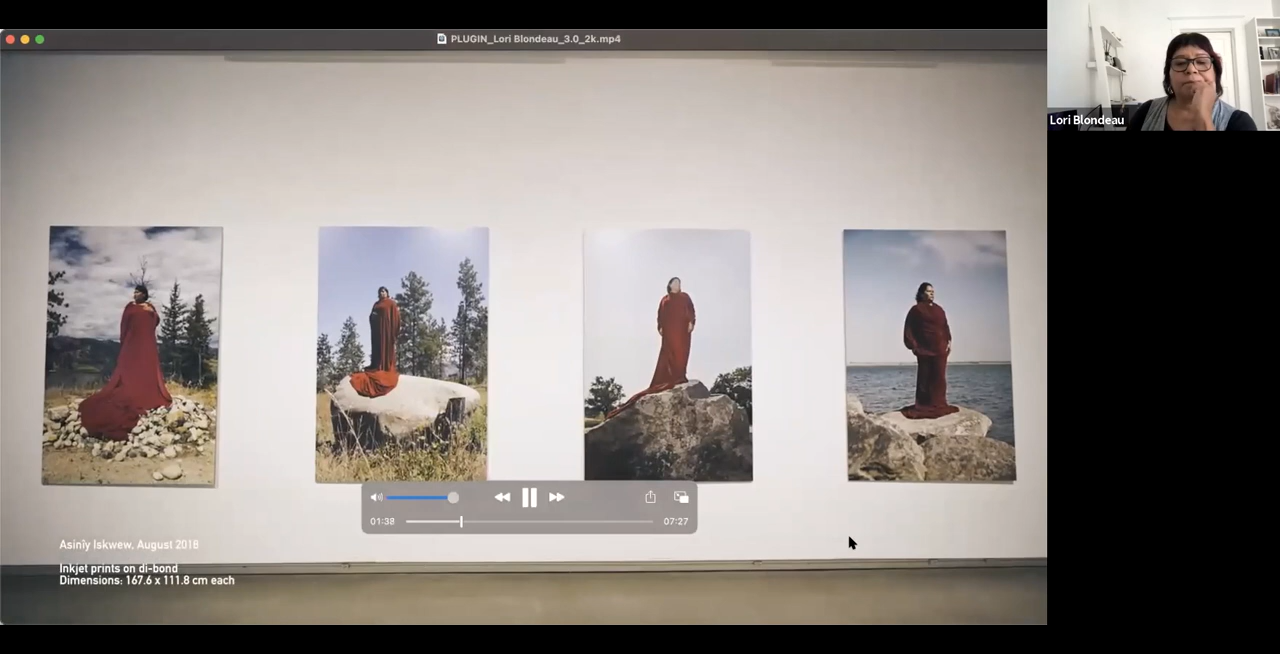 PLUGIN_Lori Blondeau_3.0_2k.mp4
Lori Blondeau
01:38
07:27
Asinîy Iskwew, August 2018
Inkjet prints on di-bond
Dimensions: 167.6 x 111.8 cm each